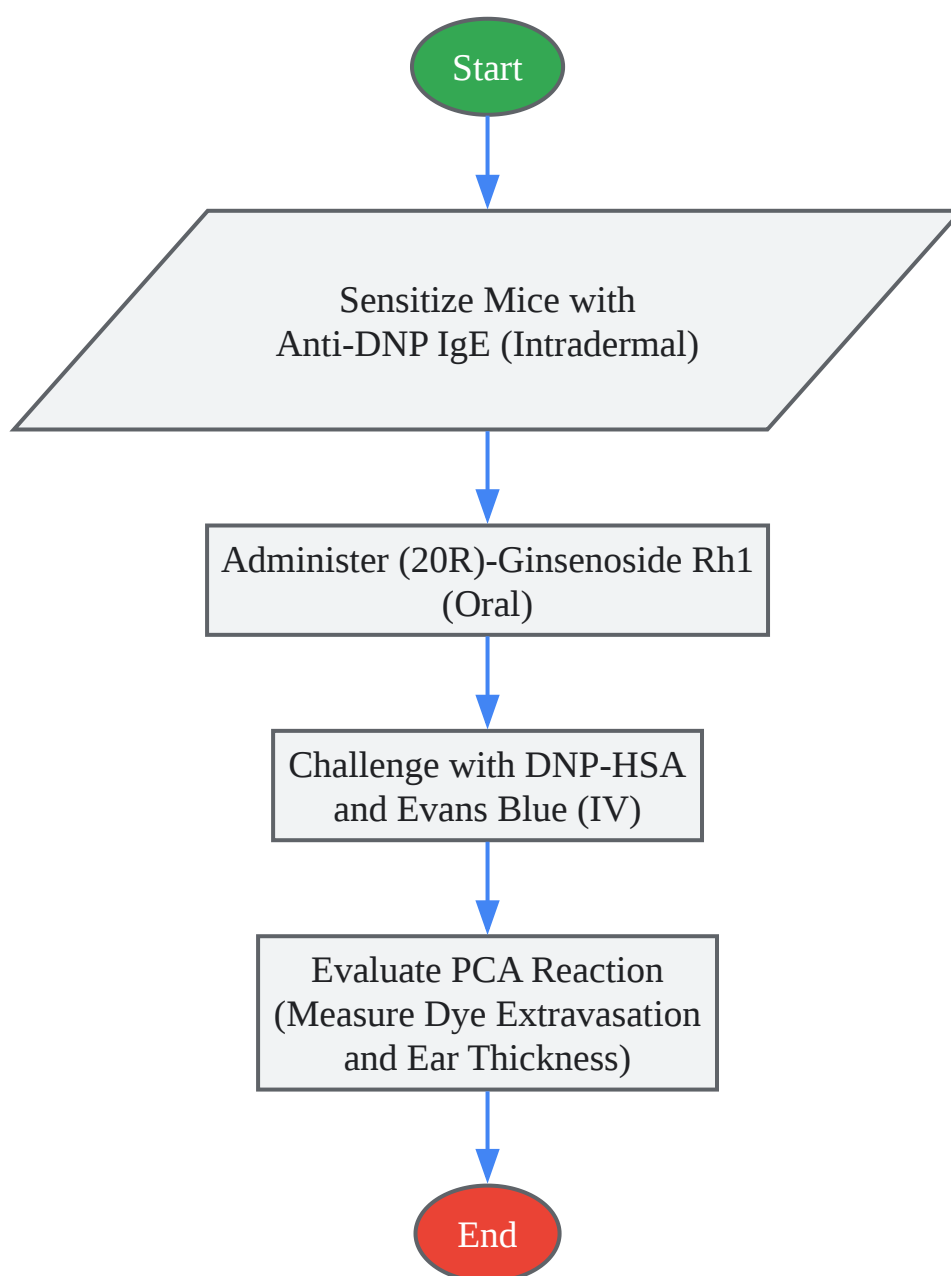 Start
Sensitize Mice with
Anti-DNP IgE (Intradermal)
Administer (20R)-Ginsenoside Rh1
(Oral)
Challenge with DNP-HSA
and Evans Blue (IV)
Evaluate PCA Reaction
(Measure Dye Extravasation
and Ear Thickness)
End